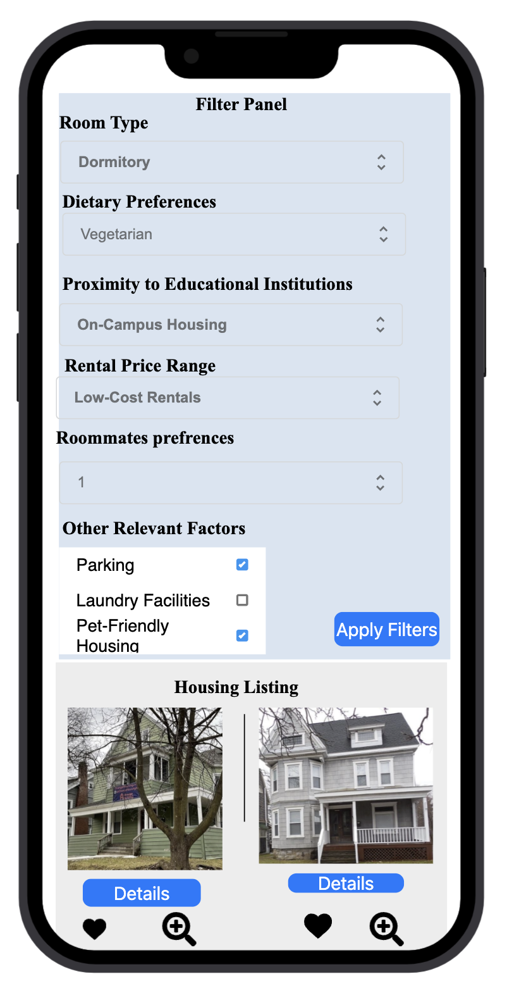 Filter Panel
Room Type
Dormitory
Dietary Preferences
Vegetarian
Proximity to Educational Institutions
On-Campus Housing
Rental Price Range
Low-Cost Rentals
Roommates prefrences
1
Other Relevant Factors
Parking
Laundry Facilities
Pet-Friendly
Housing
Apply Filters
Housing Listing
Details
Details